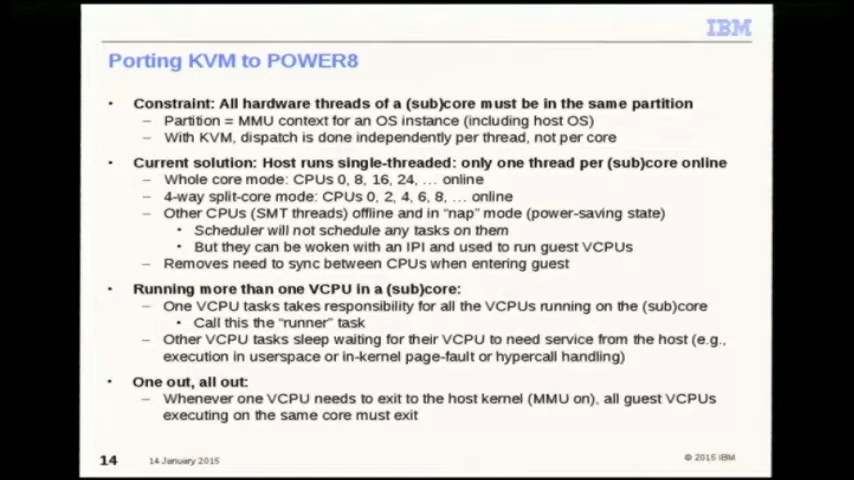 IBM
Porting KVM to POWER8
• Constraint: All hardware threads of a (sub)core must be in the same partition
– Partition = MMU context for an OS instance (including host OS)
– With KVM, dispatch is done independently per thread, not per core
• Current solution: Host runs single-threaded: only one thread per (sub)core online
– Whole core mode: CPUs 0, 8, 16, 24, … online
– 4-way split-core mode: CPUs 0, 2, 4, 6, 8, … online
– Other CPUs (SMT threads) offline and in “nap” mode (power-saving state)
• Scheduler will not schedule any tasks on them
• But they can be woken with an IPI and used to run guest VCPUs
– Removes need to sync between CPUs when entering guest
• Running more than one VCPU in a (sub)core:
– One VCPU tasks takes responsibility for all the VCPUs running on the (sub)core
• Call this the “runner” task
– Other VCPU tasks sleep waiting for their VCPU to need service from the host (e.g.,
execution in userspace or in-kernel page-fault or hypercall handling)
• One out, all out:
– Whenever one VCPU needs to exit to the host kernel (MMU on), all guest VCPUs
executing on the same core must exit
14 14 January 2015 © 2015 IBM